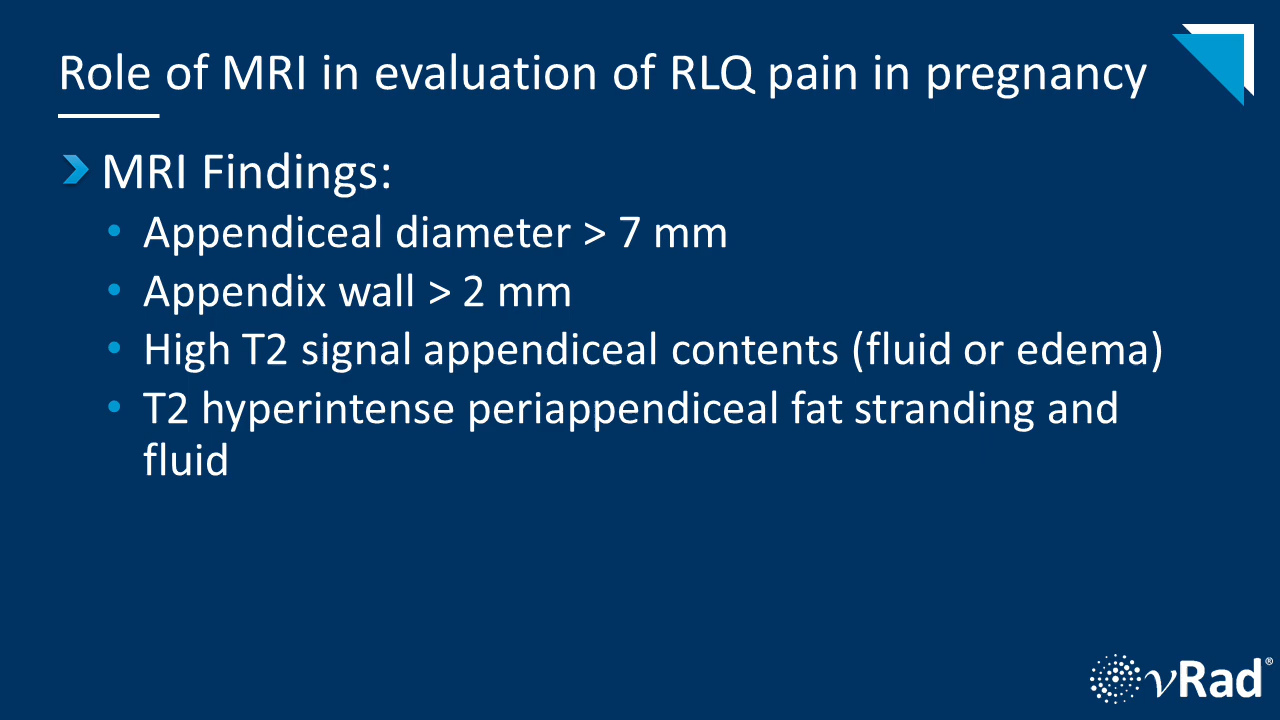 Role of MRI in evaluation of RLQ pain in pregnancy
MRI Findings:
• Appendiceal diameter > 7 mm
• Appendix wall > 2 mm
• High T2 signal appendiceal contents (fluid or edema)
• T2 hyperintense periappendiceal fat stranding and
fluid
vRad®